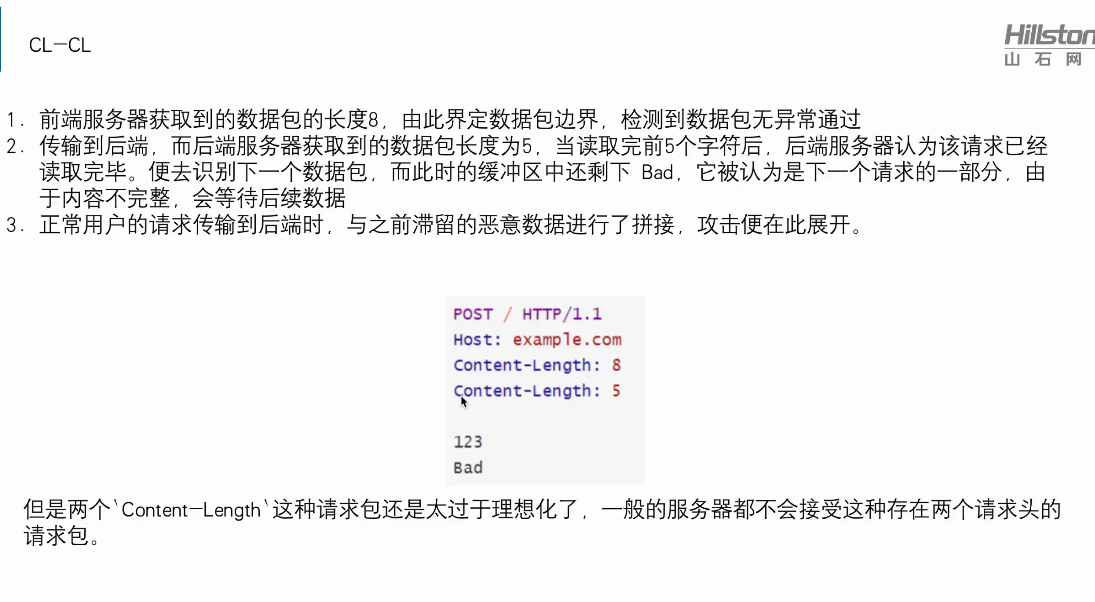 CL-CL
Hillston
山石网
1. 前端服务器获取到的数据包的长度8，由此界定数据包边界，检测到数据包无异常通过
2. 传输到后端，而后端服务器获取到的数据包长度为5，当读取完前5个字符后，后端服务器认为该请求已经
读取完毕。便去识别下一个数据包，而此时的缓冲区中还剩下 Bad，它被认为是下一个请求的一部分，由
于内容不完整，会等待后续数据
3. 正常用户的请求传输到后端时，与之前滞留的恶意数据进行了拼接，攻击便在此展开。
POST / HTTP/1.1
Host: example.com
Content-Length: 8
Content-Length: 5
123
Bad
但是两个`Content-Length`这种请求包还是太过于理想化了，一般的服务器都不会接受这种存在两个请求头的
请求包。